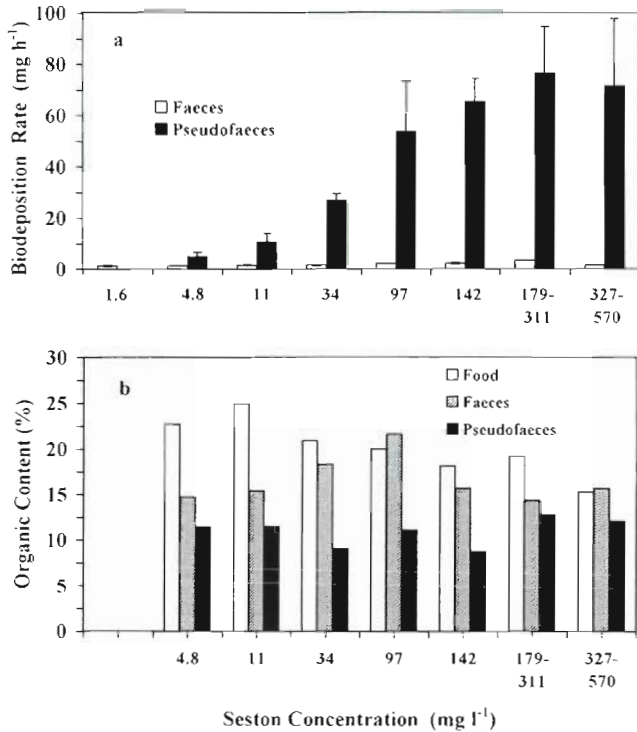 a
Biodeposition Rate (mg h-1)
100
80
60
40
20
0
Faeces
Pseudofaeces
1.6 4.8 11 34 97 142 179-311 327-570
b
Organic Content (%)
30
25
20
15
10
5
0
Food
Faeces
Pseudofaeces
4.8 11 34 97 142 179-311 327-570
Seston Concentration (mg l-1)